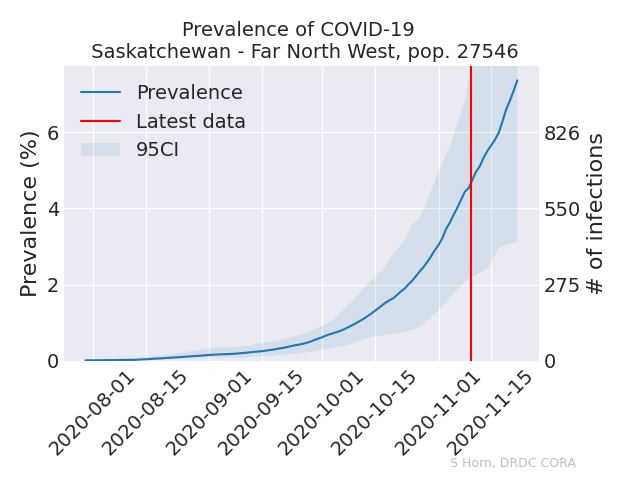 Prevalence of COVID-19
Saskatchewan - Far North West, pop. 27546
Prevalence
Latest data
95CI
Prevalence (%)
6
4
2
0
826
550
275
0
# of infections
2020-08-01
2020-08-15
2020-09-01
2020-09-15
2020-10-01
2020-10-15
2020-11-01
2020-11-15
S Horn, DRDC CORA